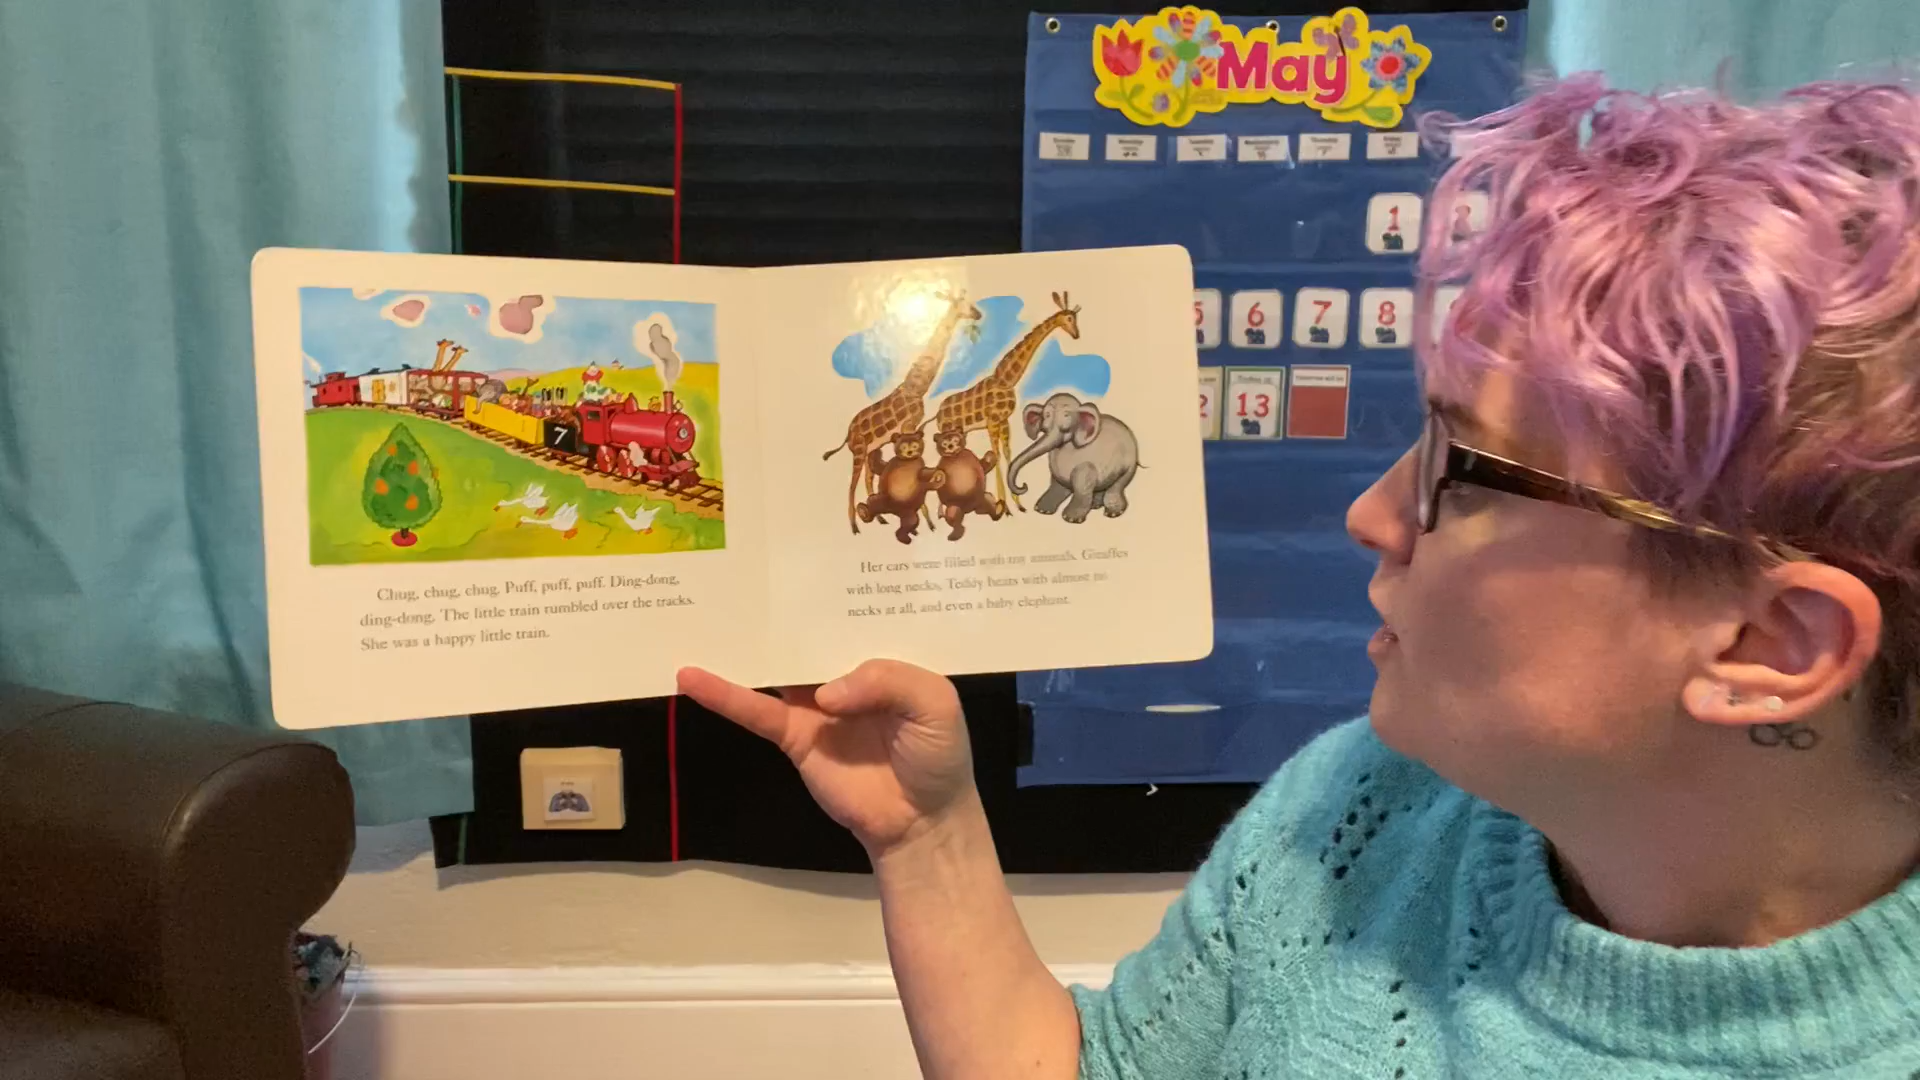 May
1
5 6 7 8
2 13
7
Chug, chug, chug. Puff, puff, puff. Ding-dong,
ding-dong. The little train rumbled over the tracks.
She was a happy little train.
Her cars were filled with toy animals. Giraffes
with long necks, Teddy bears with almost no
necks at all, and even a baby elephant.